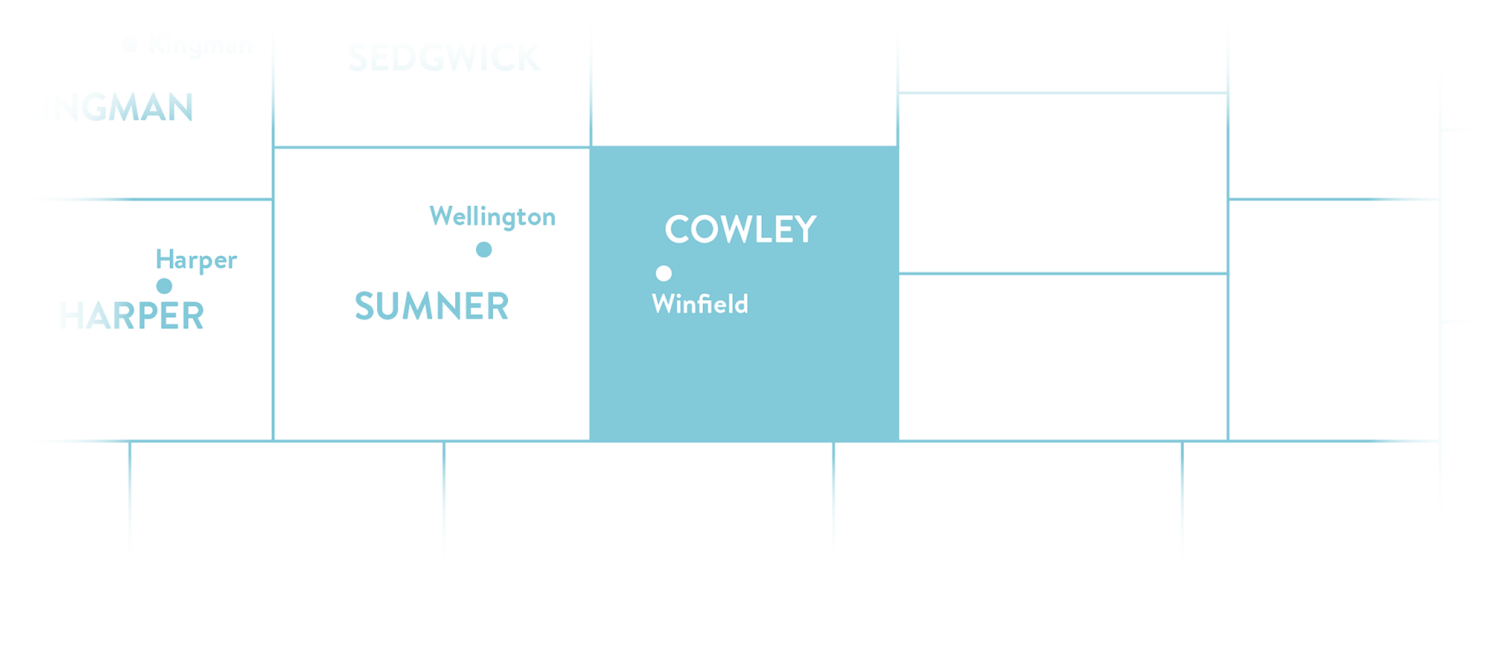 Kingman
SEDGWICK
INGMAN
Wellington
COWLEY
Harper
Winfield
SUMNER
HARPER